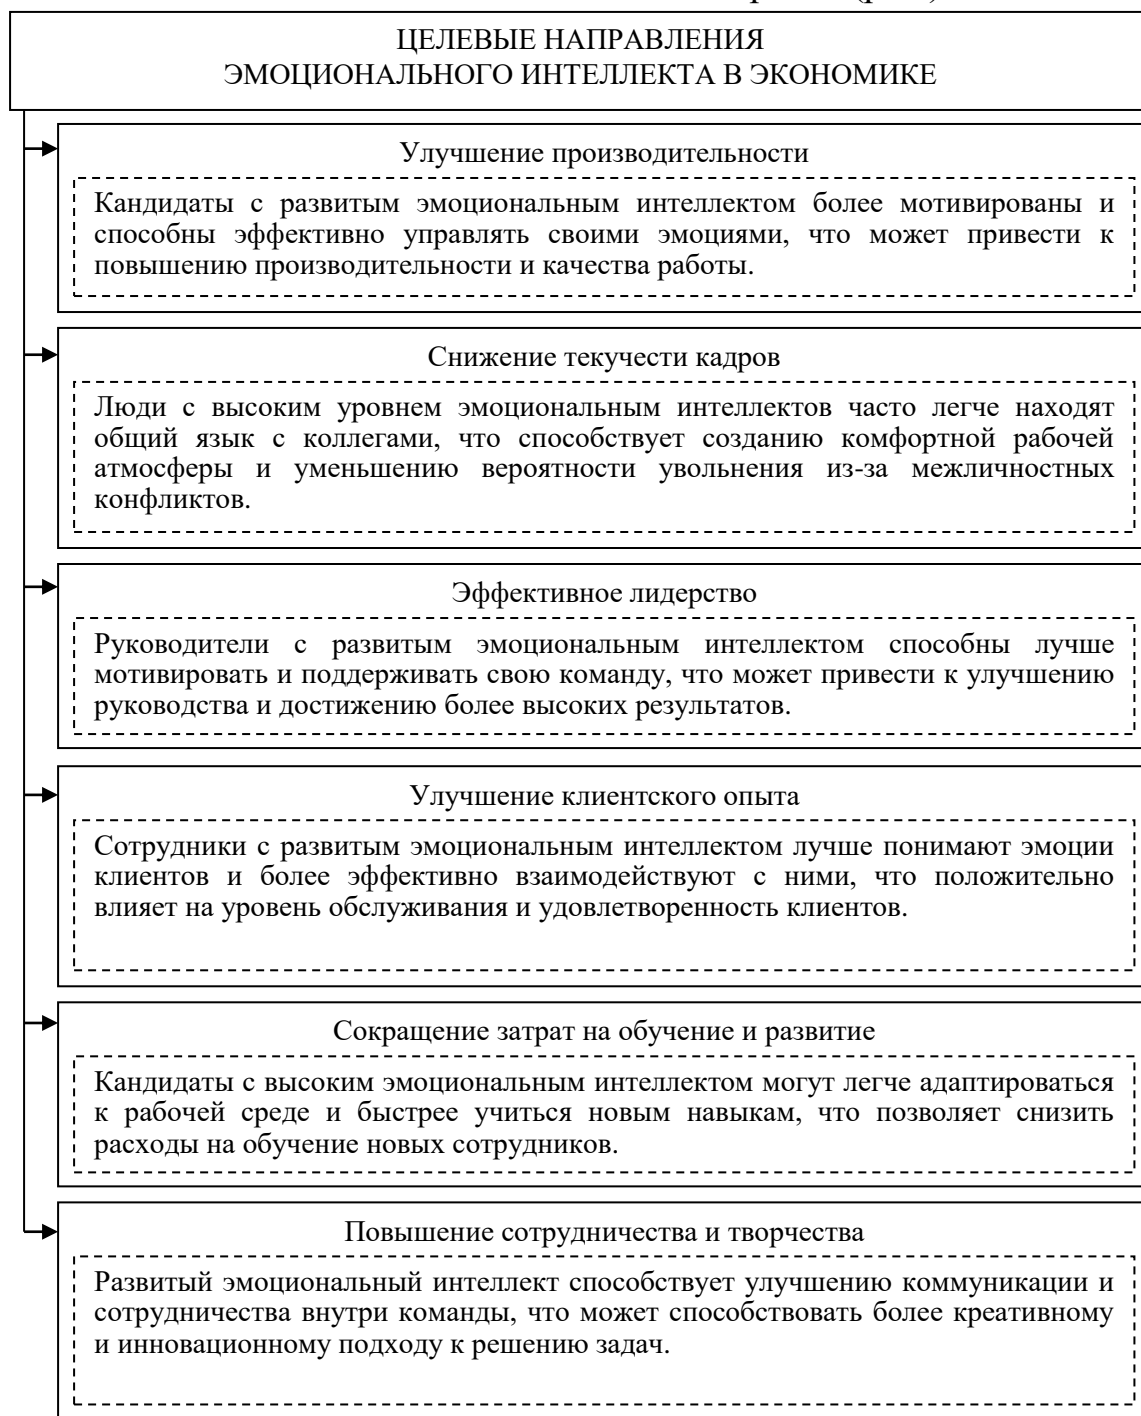 ЦЕЛЕВЫЕ НАПРАВЛЕНИЯ
ЭМОЦИОНАЛЬНОГО ИНТЕЛЛЕКТА В ЭКОНОМИКЕ
Улучшение производительности
Кандидаты с развитым эмоциональным интеллектом более мотивированы и
способны эффективно управлять своими эмоциями, что может привести к
повышению производительности и качества работы.
Снижение текучести кадров
Люди с высоким уровнем эмоциональным интеллектов часто легче находят
общий язык с коллегами, что способствует созданию комфортной рабочей
атмосферы и уменьшению вероятности увольнения из-за межличностных
конфликтов.
Эффективное лидерство
Руководители с развитым эмоциональным интеллектом способны лучше
мотивировать и поддерживать свою команду, что может привести к улучшению
руководства и достижению более высоких результатов.
Улучшение клиентского опыта
Сотрудники с развитым эмоциональным интеллектом лучше понимают эмоции
клиентов и более эффективно взаимодействуют с ними, что положительно
влияет на уровень обслуживания и удовлетворенность клиентов.
Сокращение затрат на обучение и развитие
Кандидаты с высоким эмоциональным интеллектом могут легче адаптироваться
к рабочей среде и быстрее учиться новым навыкам, что позволяет снизить
расходы на обучение новых сотрудников.
Повышение сотрудничества и творчества
Развитый эмоциональный интеллект способствует улучшению коммуникации и
сотрудничества внутри команды, что может способствовать более креативному
и инновационному подходу к решению задач.